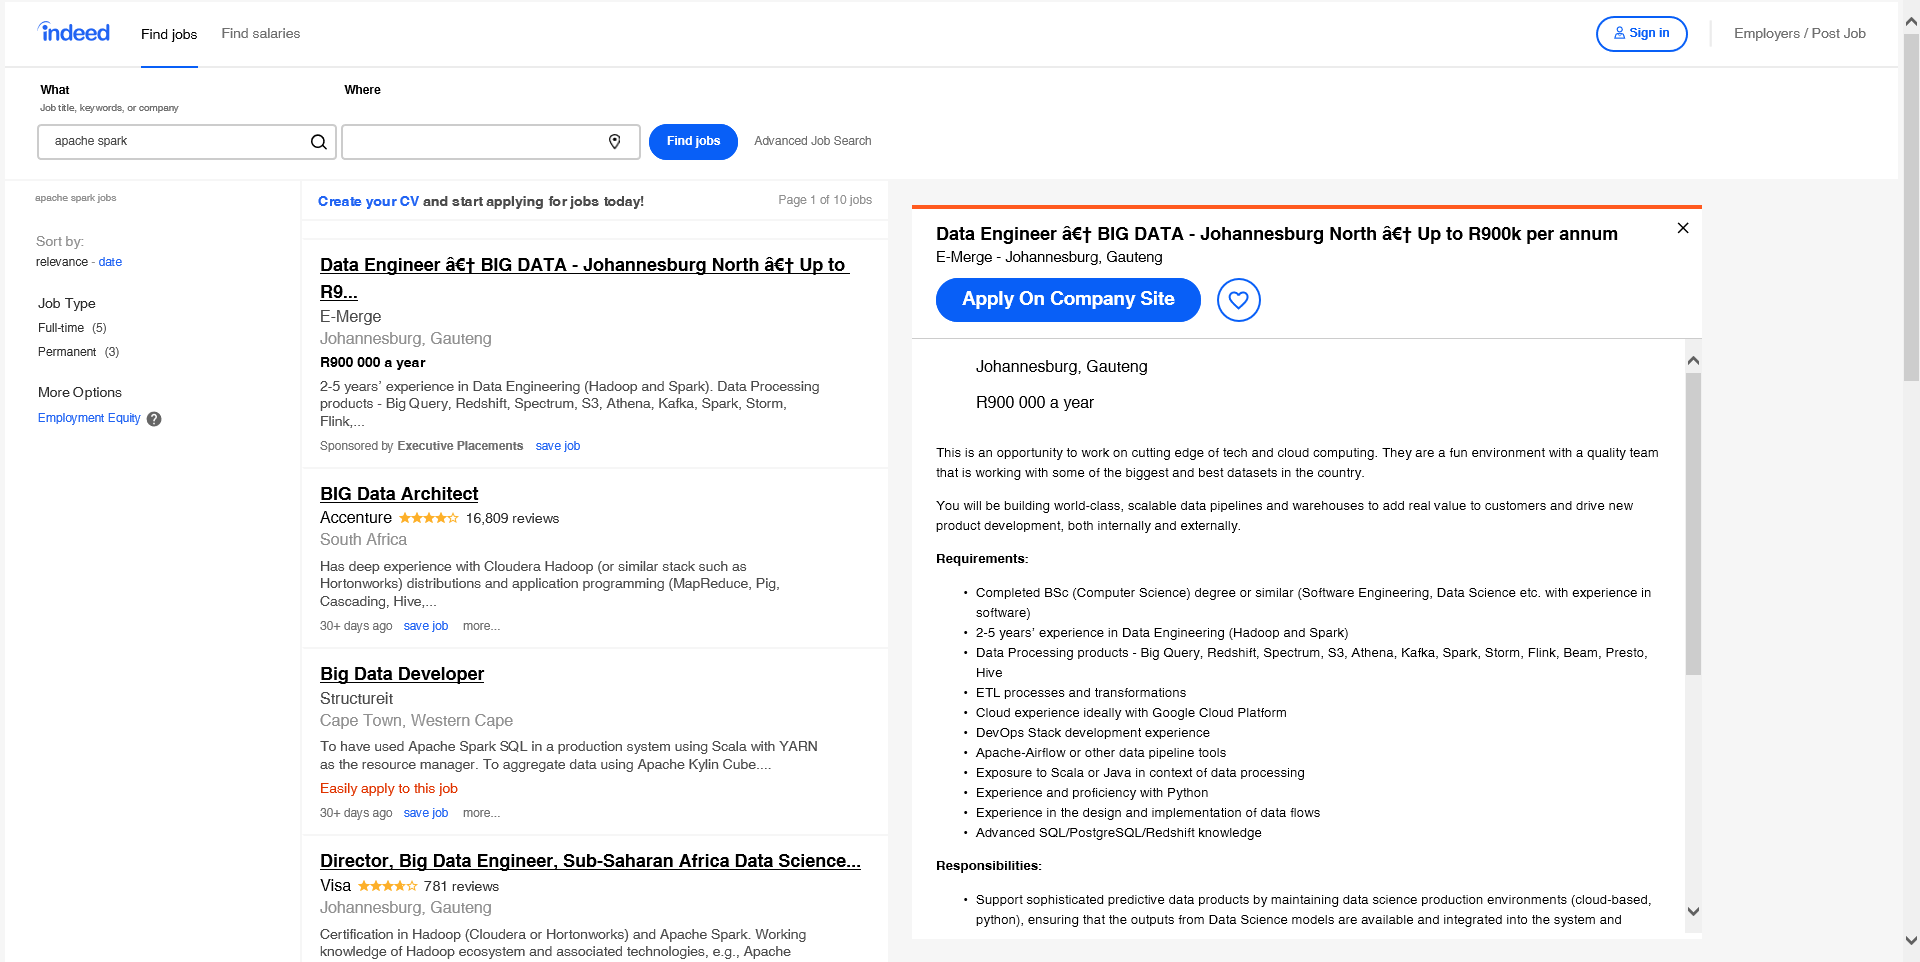 indeed
Find jobs
Find salaries
Sign in
Employers / Post Job
What
Job title, keywords, or company
Where
apache spark
Find jobs
Advanced Job Search
apache spark jobs
Sort by:
relevance - date
Job Type
Full-time (5)
Permanent (3)
More Options
Employment Equity ?
Create your CV and start applying for jobs today!
Page 1 of 10 jobs
Data Engineer â€† BIG DATA - Johannesburg North â€† Up to
R9...
E-Merge
Johannesburg, Gauteng
R900 000 a year
2-5 years’ experience in Data Engineering (Hadoop and Spark). Data Processing
products - Big Query, Redshift, Spectrum, S3, Athena, Kafka, Spark, Storm,
Flink,...
Sponsored by Executive Placements save job
BIG Data Architect
Accenture 16,809 reviews
South Africa
Has deep experience with Cloudera Hadoop (or similar stack such as
Hortonworks) distributions and application programming (MapReduce, Pig,
Cascading, Hive,...
30+ days ago save job more...
Big Data Developer
Structureit
Cape Town, Western Cape
To have used Apache Spark SQL in a production system using Scala with YARN
as the resource manager. To aggregate data using Apache Kylin Cube....
Easily apply to this job
30+ days ago save job more...
Director, Big Data Engineer, Sub-Saharan Africa Data Science...
Visa 781 reviews
Johannesburg, Gauteng
Certification in Hadoop (Cloudera or Hortonworks) and Apache Spark. Working
knowledge of Hadoop ecosystem and associated technologies, e.g., Apache
Data Engineer â€† BIG DATA - Johannesburg North â€† Up to R900k per annum
E-Merge - Johannesburg, Gauteng
Apply On Company Site
Johannesburg, Gauteng
R900 000 a year
This is an opportunity to work on cutting edge of tech and cloud computing. They are a fun environment with a quality team
that is working with some of the biggest and best datasets in the country.
You will be building world-class, scalable data pipelines and warehouses to add real value to customers and drive new
product development, both internally and externally.
Requirements:
• Completed BSc (Computer Science) degree or similar (Software Engineering, Data Science etc. with experience in
software)
• 2-5 years’ experience in Data Engineering (Hadoop and Spark)
• Data Processing products - Big Query, Redshift, Spectrum, S3, Athena, Kafka, Spark, Storm, Flink, Beam, Presto,
Hive
• ETL processes and transformations
• Cloud experience ideally with Google Cloud Platform
• DevOps Stack development experience
• Apache-Airflow or other data pipeline tools
• Exposure to Scala or Java in context of data processing
• Experience and proficiency with Python
• Experience in the design and implementation of data flows
• Advanced SQL/PostgreSQL/Redshift knowledge
Responsibilities:
• Support sophisticated predictive data products by maintaining data science production environments (cloud-based,
python), ensuring that the outputs from Data Science models are available and integrated into the system and